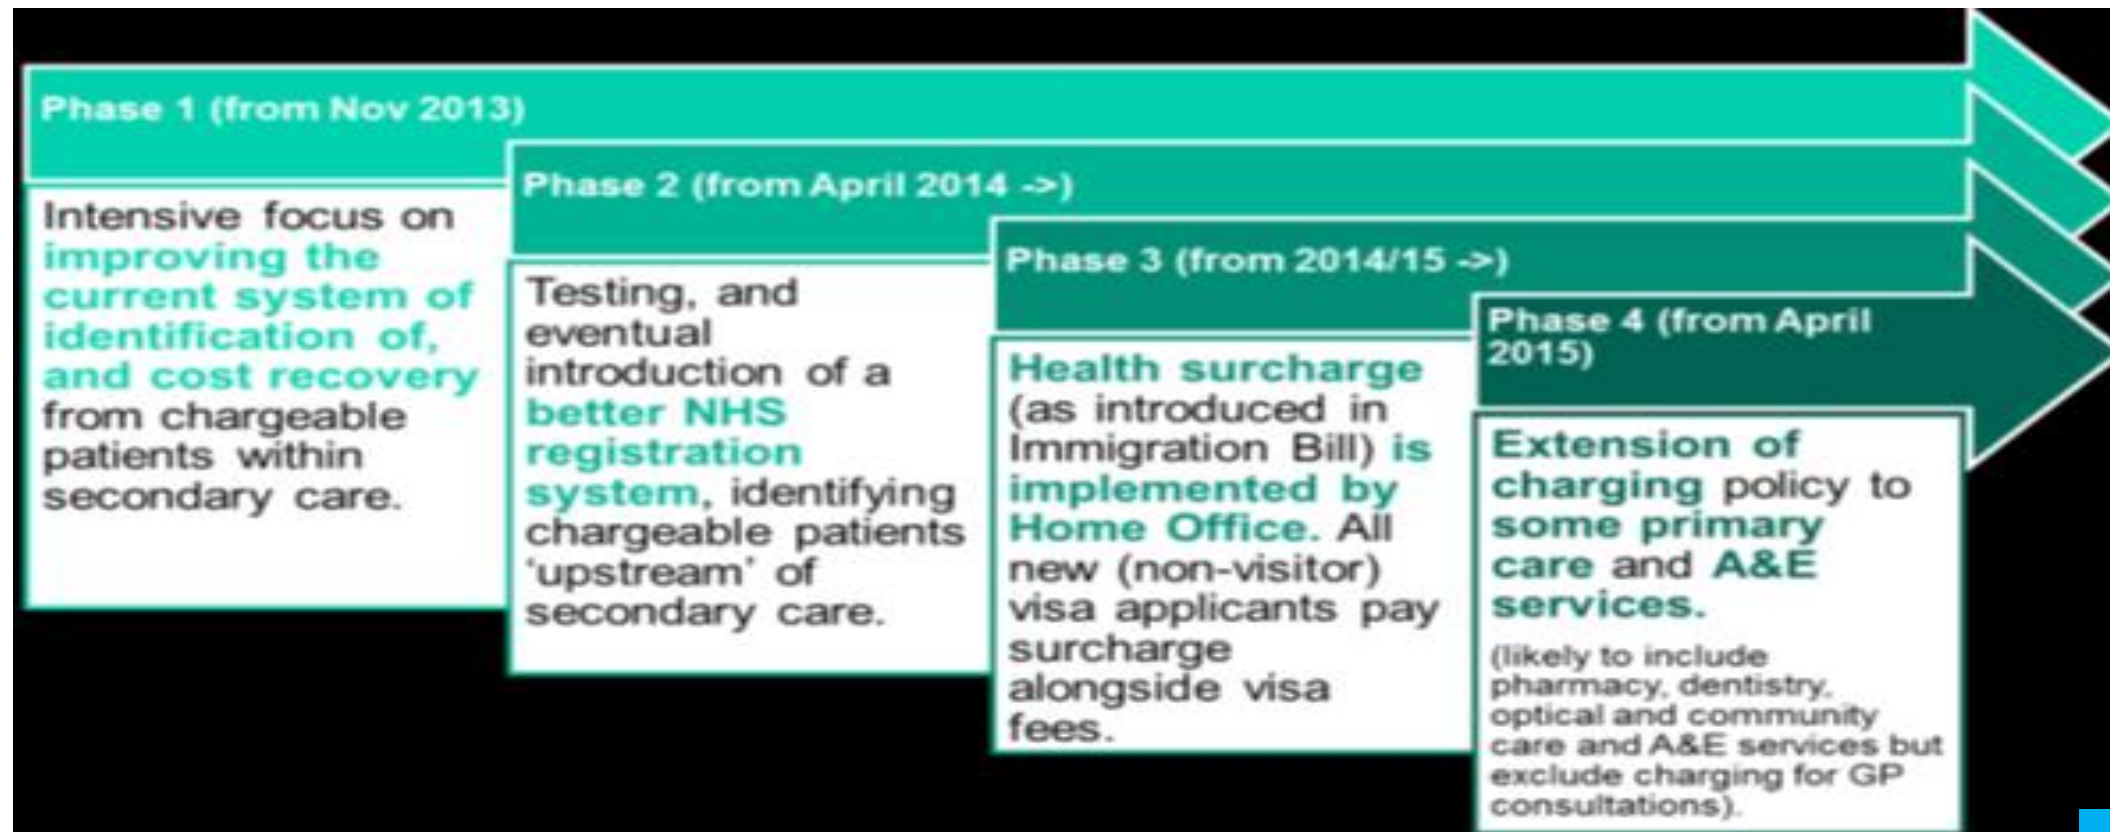 Phase 1 (from Nov 2013)
Intensive focus on
improving the
current system of
identification of,
and cost recovery
from chargeable
patients within
secondary care.
Phase 2 (from April 2014 ->)
Testing, and
eventual
introduction of a
better NHS
registration
system, identifying
chargeable patients
‘upstream’ of
secondary care.
Phase 3 (from 2014/15 ->)
Health surcharge
(as introduced in
Immigration Bill) is
implemented by
Home Office. All
new (non-visitor)
visa applicants pay
surcharge
alongside visa
fees.
Phase 4 (from April
2015)
Extension of
charging policy to
some primary
care and A&E
services.
(likely to include
pharmacy, dentistry,
optical and community
care and A&E services but
exclude charging for GP
consultations).